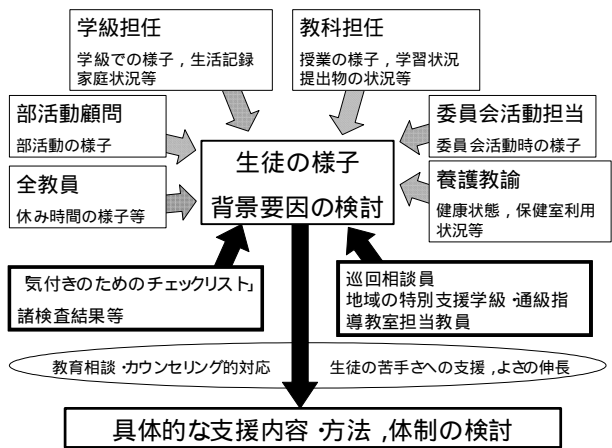 学級担任
学級での様子，生活記録
家庭状況等
教科担任
授業の様子，学習状況
提出物の状況等
部活動顧問
部活動の様子
委員会活動担当
委員会活動時の様子
全教員
休み時間の様子等
養護教諭
健康状態，保健室利用
状況等
生徒の様子
背景要因の検討
「気付きのためのチェックリスト」
諸検査結果等
巡回相談員
地域の特別支援学級・通級指
導教室担当教員
教育相談・カウンセリング的対応
生徒の苦手さへの支援，よさの伸長
具体的な支援内容・方法，体制の検討